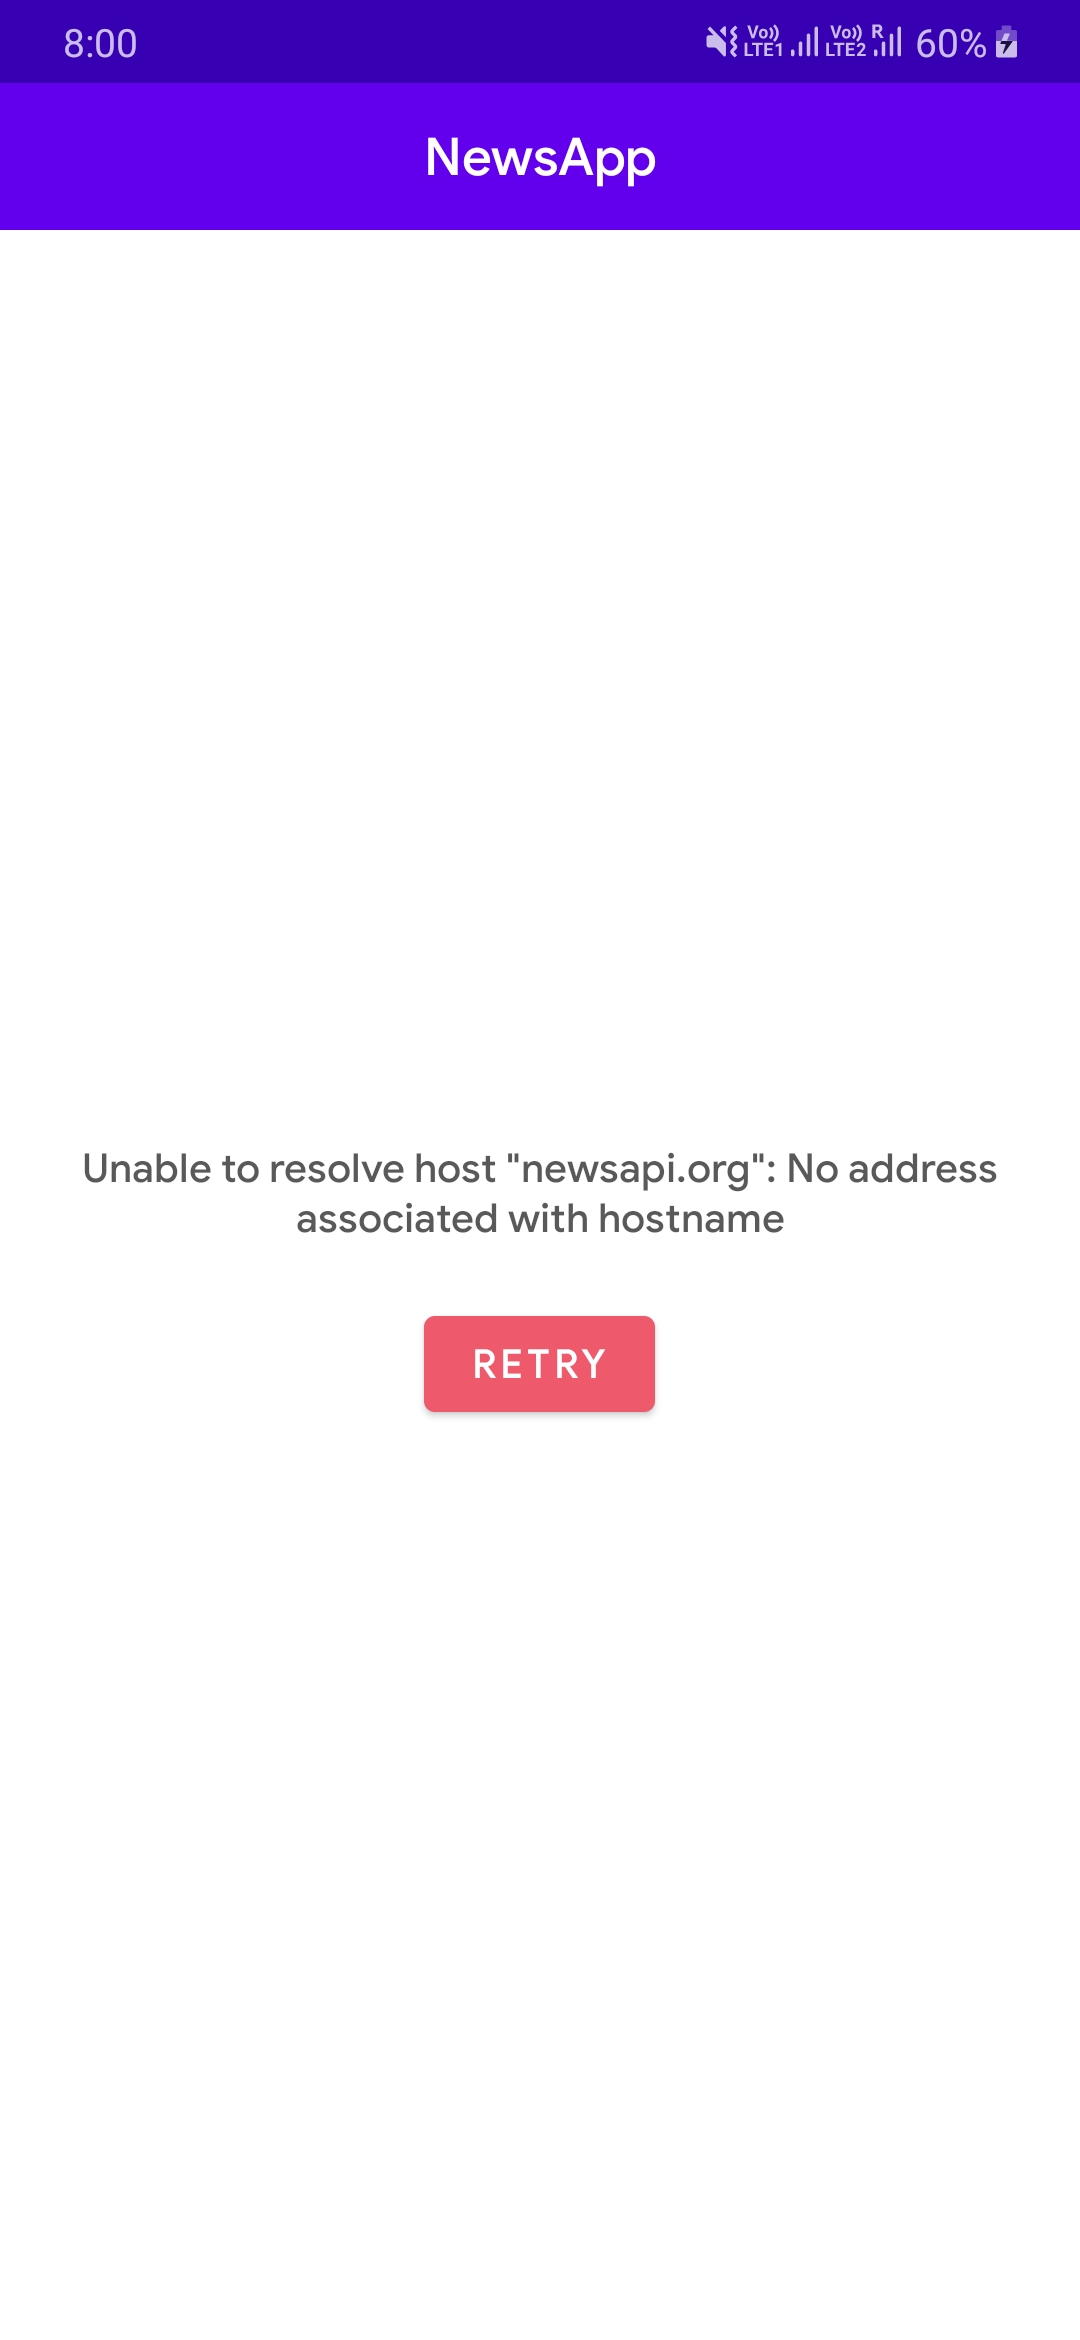 8:00 Vo)) LTE1 Vo)) LTE2 R 60%
NewsApp
Unable to resolve host "newsapi.org": No address
associated with hostname
RETRY